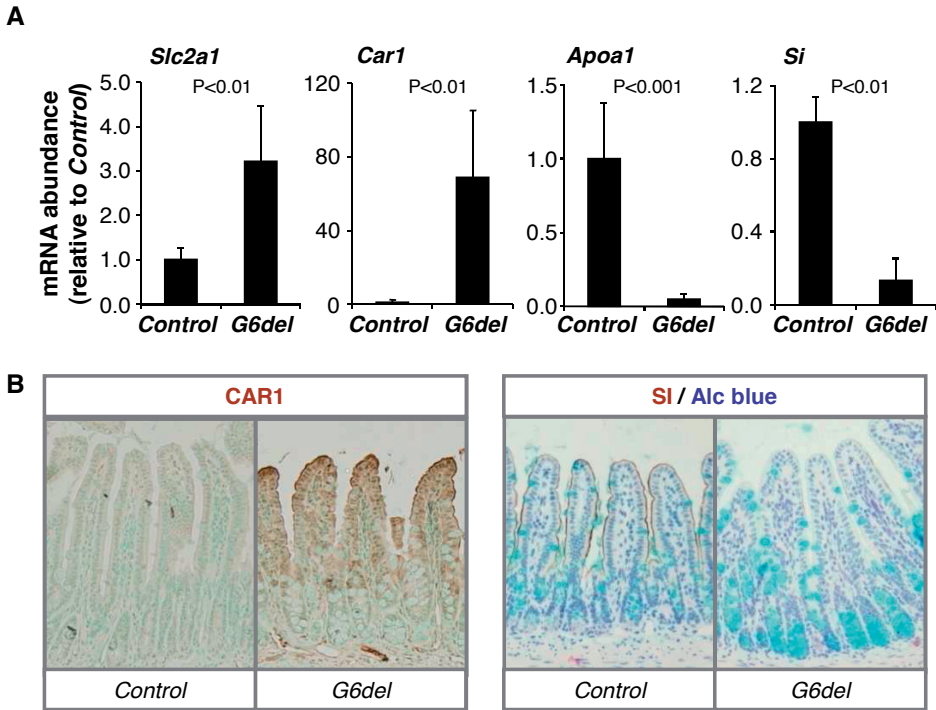 A
Slc2a1
Car1
Apoa1
Si
mRNA abundance
(relative to Control)
5.0
4.0
3.0
2.0
1.0
0.0
P<0.01
Control G6del
120
80
40
0
P<0.01
Control G6del
1.5
1.0
0.5
0.0
P<0.001
Control G6del
1.2
0.8
0.4
0.0
P<0.01
Control G6del
B
CAR1
Control
G6del
SI / Alc blue
Control
G6del